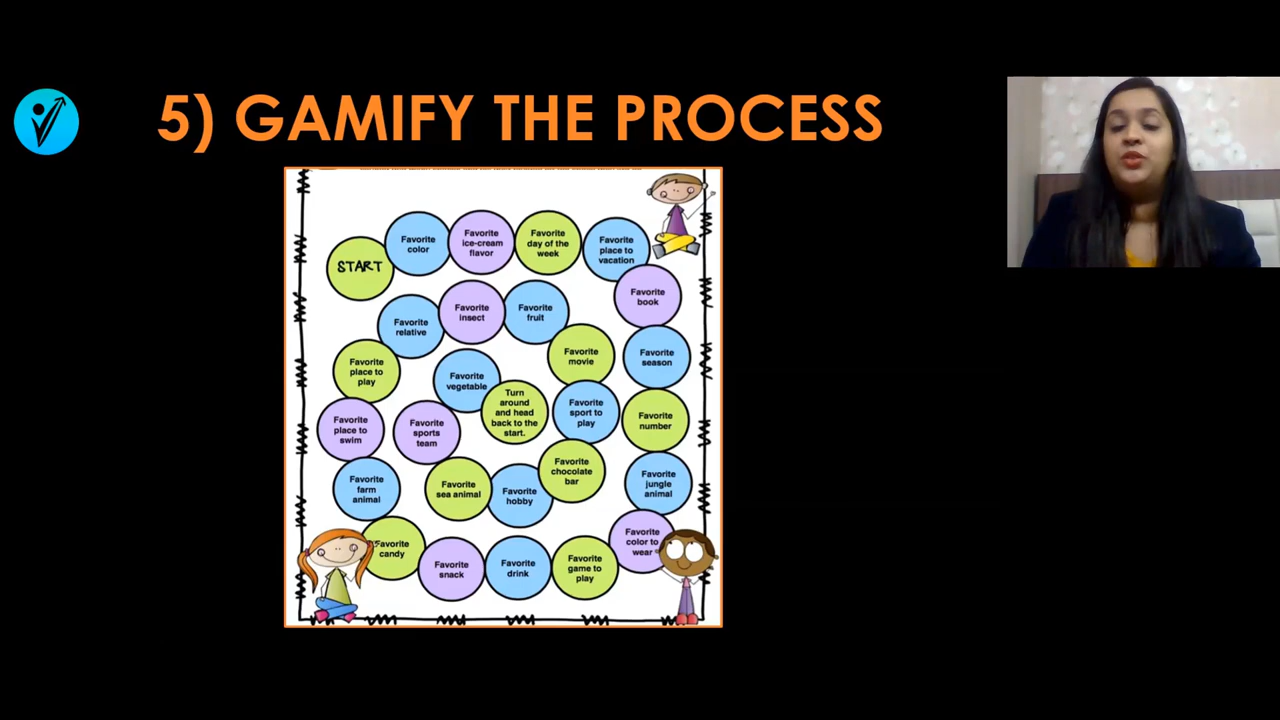 5) GAMIFY THE PROCESS
START
Favorite
color
Favorite
ice-cream
flavor
Favorite
day of the
week
Favorite
place to
vacation
Favorite
book
Favorite
season
Favorite
number
Favorite
jungle
animal
Favorite
color to
wear
Favorite
game to
play
Favorite
drink
Favorite
snack
Favorite
candy
Favorite
farm
animal
Favorite
place to
swim
Favorite
place to
play
Favorite
relative
Favorite
insect
Favorite
fruit
Favorite
movie
Favorite
sport to
play
Favorite
chocolate
bar
Favorite
hobby
Favorite
sea animal
Favorite
sports
team
Favorite
vegetable
Turn
around
and head
back to the
start.